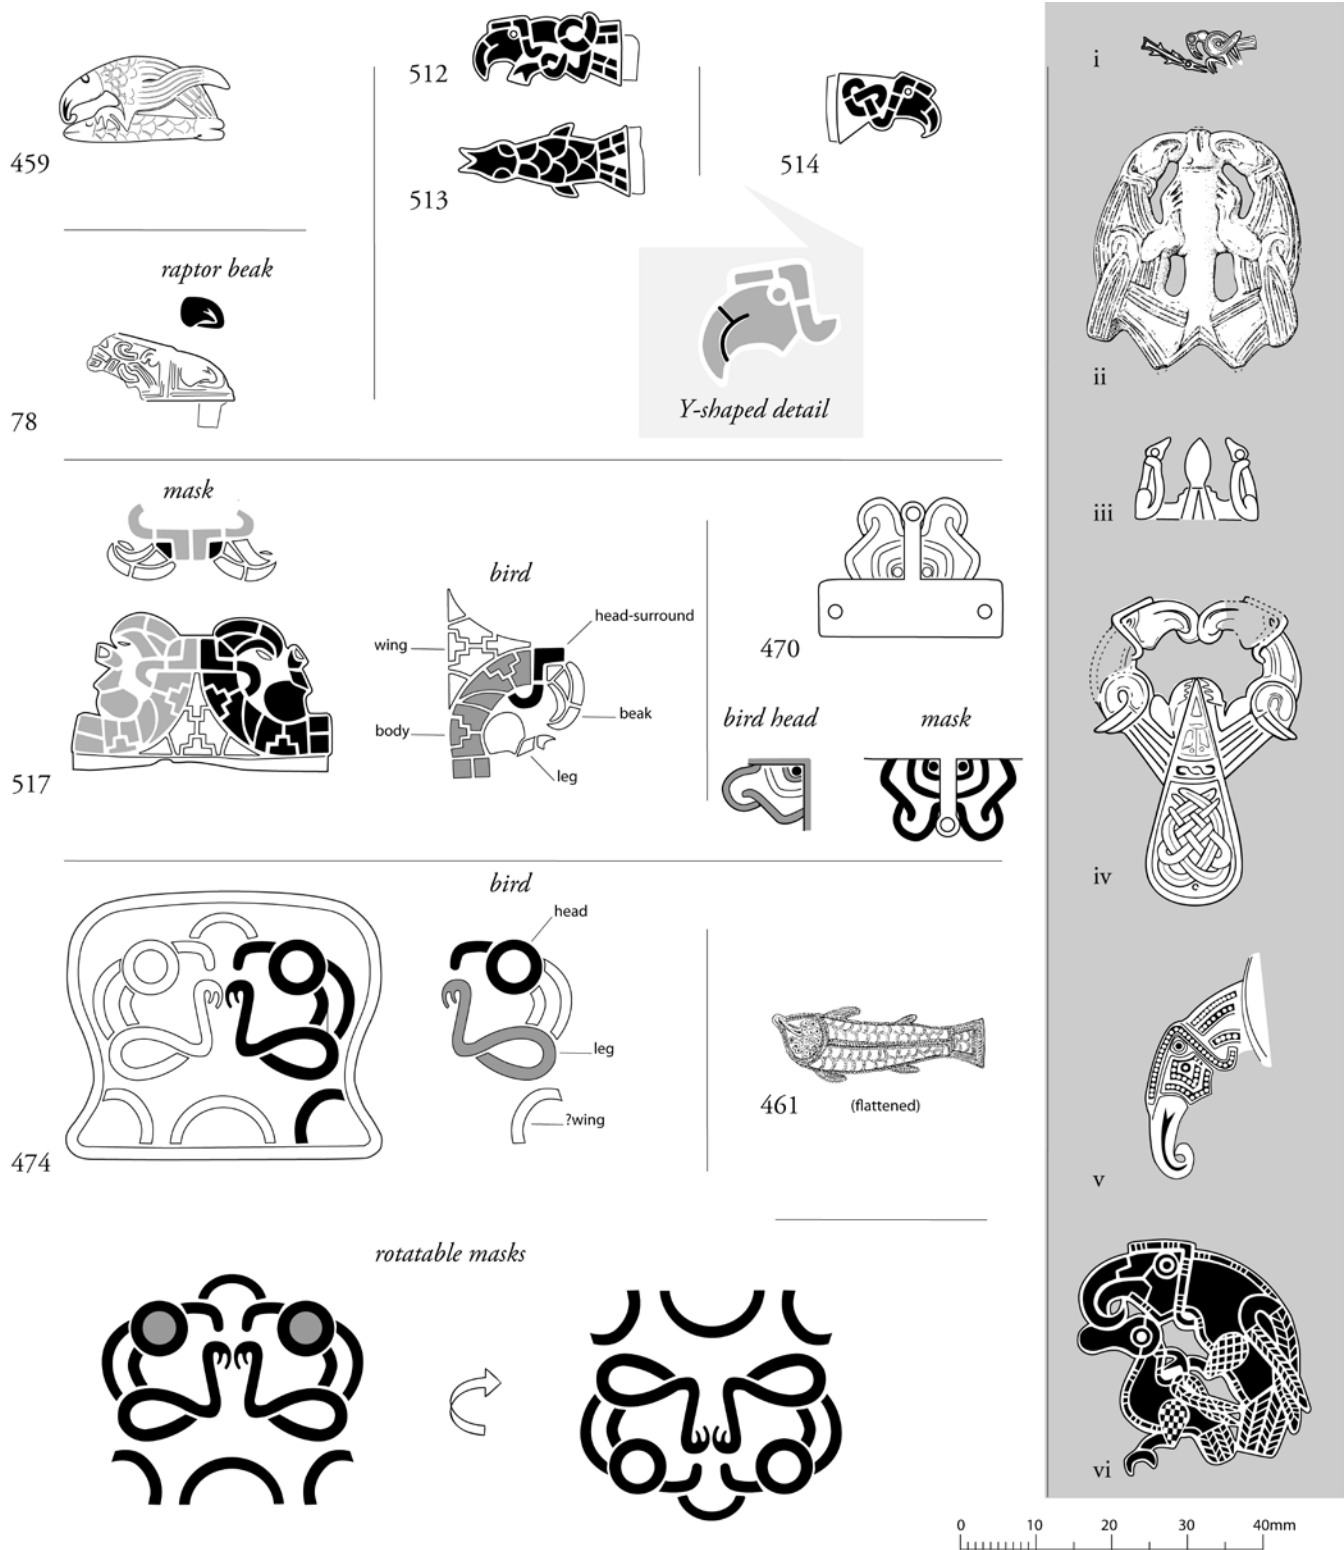 459
512
513
514
raptor beak
78
Y-shaped detail
mask
517
bird
head-surround
wing
beak
body
leg
470
bird head
mask
474
bird
head
leg
?wing
461
(flattened)
rotatable masks
i
ii
iii
iv
v
vi
0 10 20 30 40mm